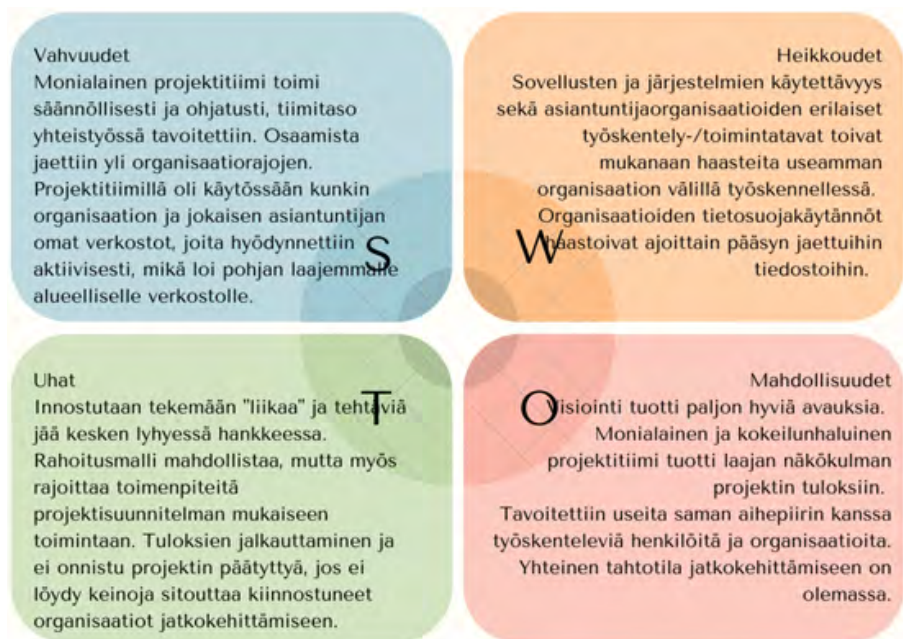 Vahvuudet
Monialainen projektitiimi toimi
säännöllisesti ja ohjatusti, tiimitaso
yhteistyössä tavoitettiin. Osaamista
jaettiin yli organisaatiorajojen.
Projektitiimillä oli käytössään kunkin
organisaation ja jokaisen asiantuntijan
omat verkostot, joita hyödynnettiin
aktiivisesti, mikä loi pohjan laajemmalle
alueelliselle verkostolle.
S
Heikkoudet
Sovellusten ja järjestelmien käytettävyys
sekä asiantuntijaorganisaatioiden erilaiset
työskentely-/toimintatavat toivat
mukanaan haasteita useamman
organisaation välillä työskennellessä.
Organisaatioiden tietosuojakäytännöt
haastoivat ajoittain pääsyn jaettuihin
tiedostoihin.
W
Uhat
Innostutaan tekemään "liikaa" ja tehtäviä
jää kesken lyhyessä hankkeessa.
Rahoitusmalli mahdollistaa, mutta myös
rajoittaa toimenpiteitä
projektisuunnitelman mukaiseen
toimintaan. Tuloksien jalkauttaminen ja
ei onnistu projektin päätyttyä, jos ei
löydy keinoja sitouttaa kiinnostuneet
organisaatiot jatkokehittämiseen.
T
Mahdollisuudet
Visiointi tuotti paljon hyviä avauksia.
Monialainen ja kokeilunhaluinen
projektitiimi tuotti laajan näkökulman
projektin tuloksiin.
Tavoitettiin useita saman aihepiirin kanssa
työskenteleviä henkilöitä ja organisaatioita.
Yhteinen tahtotila jatkokehittämiseen on
olemassa.
O